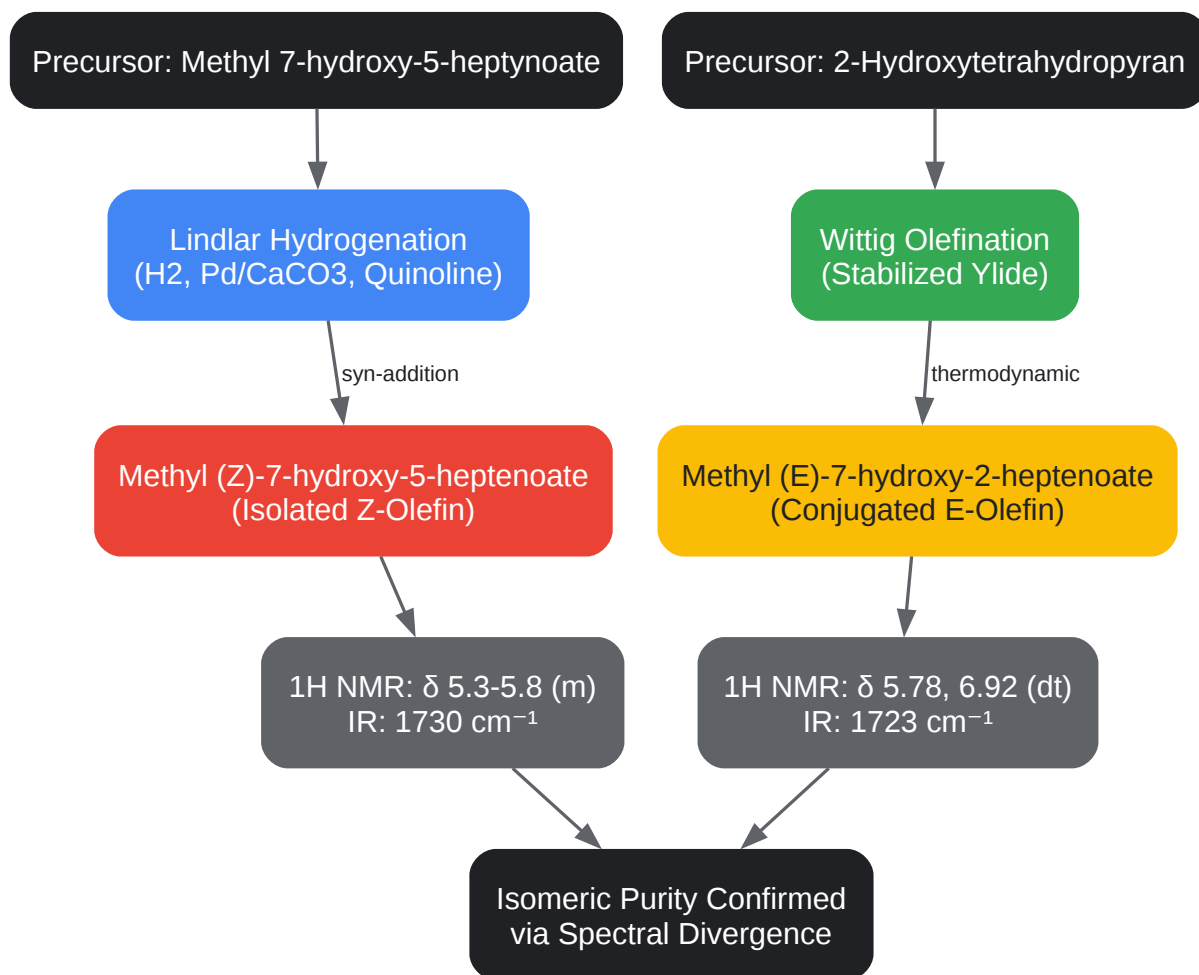 Precursor: Methyl 7-hydroxy-5-heptynoate
Precursor: 2-Hydroxytetrahydropyran
Lindlar Hydrogenation
(H2, Pd/CaCO3, Quinoline)
Wittig Olefination
(Stabilized Ylide)
syn-addition
thermodynamic
Methyl (Z)-7-hydroxy-5-heptenoate
(Isolated Z-Olefin)
Methyl (E)-7-hydroxy-2-heptenoate
(Conjugated E-Olefin)
1H NMR: δ 5.3-5.8 (m)
IR: 1730 cm⁻¹
1H NMR: δ 5.78, 6.92 (dt)
IR: 1723 cm⁻¹
Isomeric Purity Confirmed
via Spectral Divergence